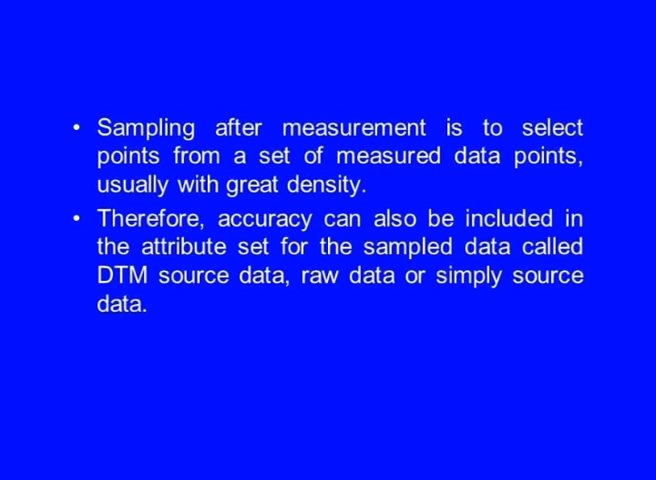 • Sampling after measurement is to select
points from a set of measured data points,
usually with great density.
• Therefore, accuracy can also be included in
the attribute set for the sampled data called
DTM source data, raw data or simply source
data.